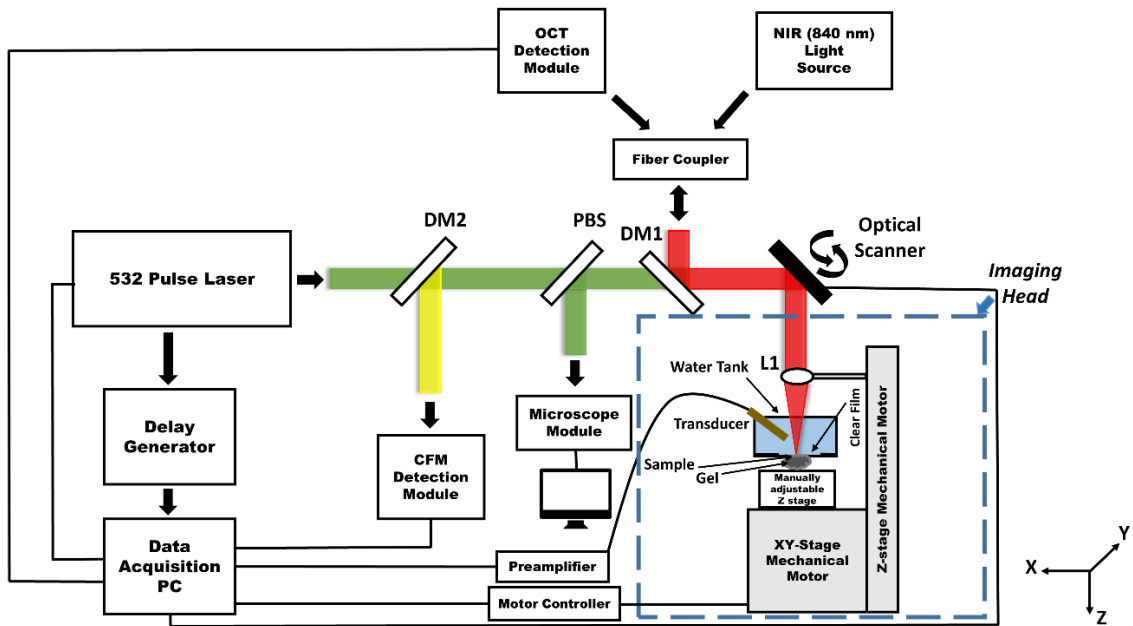 OCT
Detection
Module
NIR (840 nm)
Light
Source
Fiber Coupler
DM2
PBS
DM1
Optical
Scanner
532 Pulse Laser
Imaging
Head
L1
Water Tank
Clear Film
Transducer
Sample
Gel
Manually
adjustable
Z stage
Z-stage Mechanical Motor
XY-Stage
Mechanical
Motor
Delay
Generator
Microscope
Module
CFM
Detection
Module
Data
Acquisition
PC
Preamplifier
Motor Controller
Y
X
Z